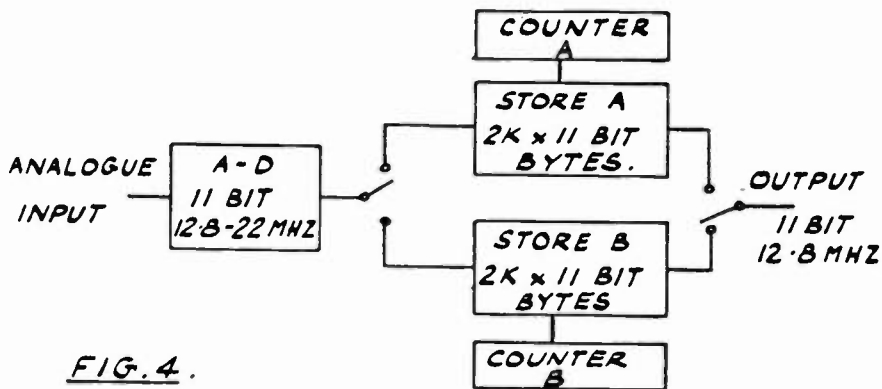 COUNTER
A
STORE A
2K x 11 BIT
BYTES.
ANALOGUE
INPUT
A-D
11 BIT
12.8-22 MHZ
OUTPUT
11 BIT
12.8 MHZ
STORE B
2K x 11 BIT
BYTES
COUNTER
B
FIG.4.